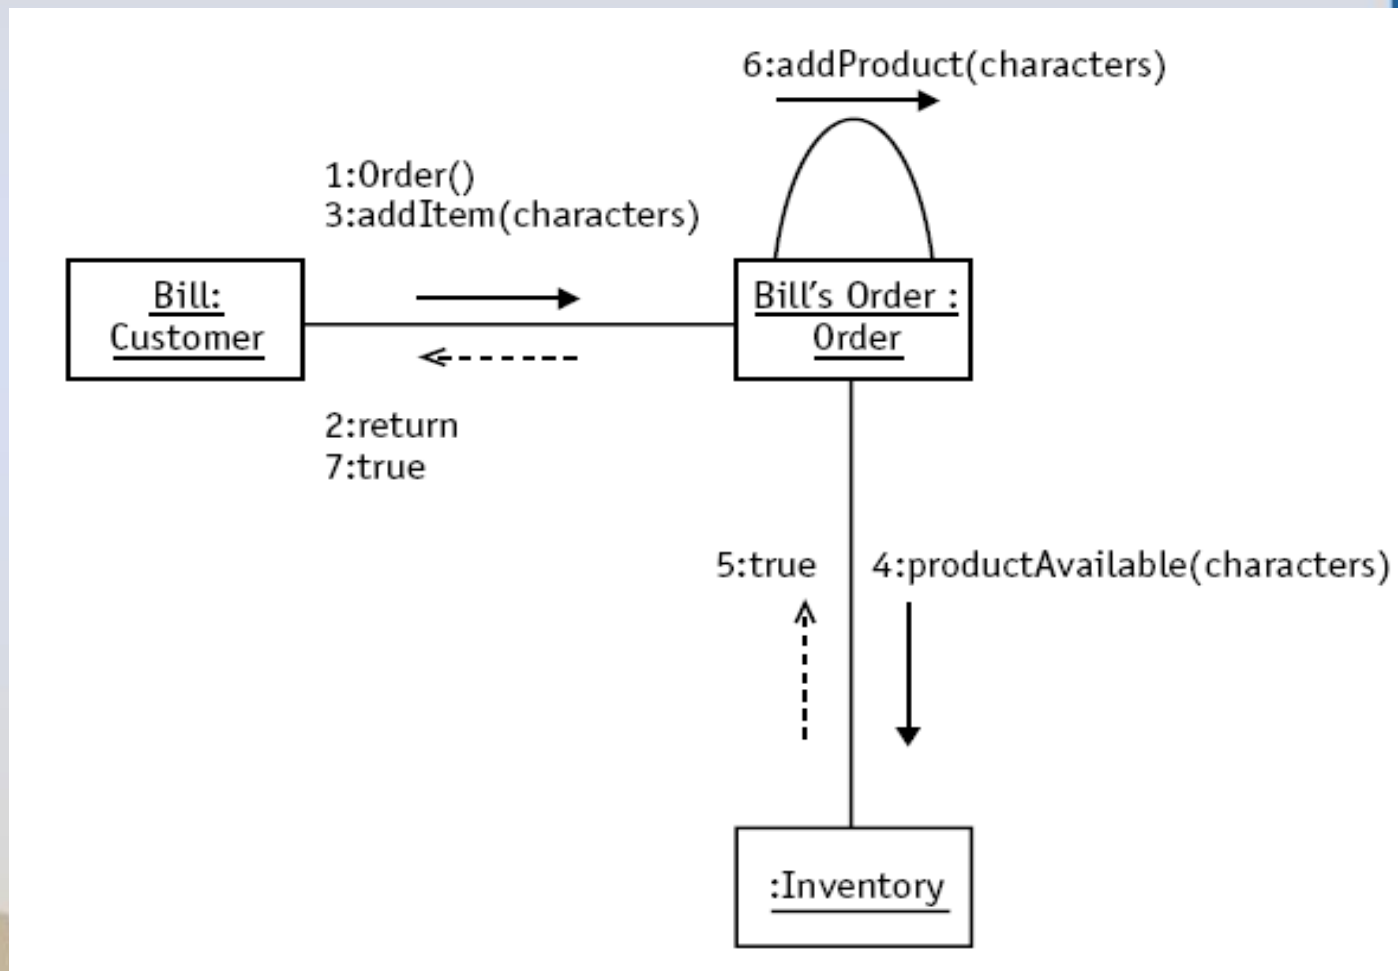 6:addProduct(characters)
1:Order()
3:addItem(characters)
Bill:
Customer
Bill's Order :
Order
2:return
7:true
5:true
4:productAvailable(characters)
:Inventory